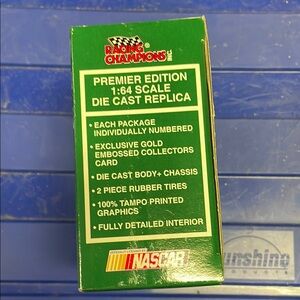 RACING
CHAMPIONS
PREMIER EDITION
1:64 SCALE
DIE CAST REPLICA
• EACH PACKAGE
INDIVIDUALLY NUMBERED
• EXCLUSIVE GOLD
EMBOSSED COLLECTORS
CARD
• DIE CAST BODY + CHASSIS
• 2 PIECE RUBBER TIRES
• 100% TAMPO PRINTED
GRAPHICS
• FULLY DETAILED INTERIOR
NASCAR
unshine